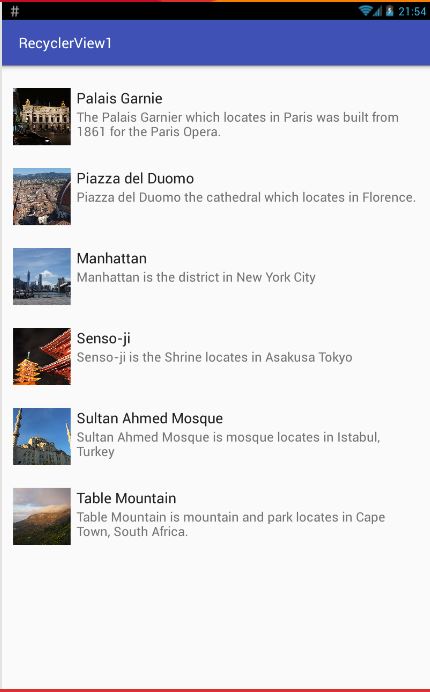 #
21:54
RecyclerView1
Palais Garnie
The Palais Garnier which locates in Paris was built from
1861 for the Paris Opera.
Piazza del Duomo
Piazza del Duomo the cathedral which locates in Florence.
Manhattan
Manhattan is the district in New York City
Senso-ji
Senso-ji is the Shrine locates in Asakusa Tokyo
Sultan Ahmed Mosque
Sultan Ahmed Mosque is mosque locates in Istabul,
Turkey
Table Mountain
Table Mountain is mountain and park locates in Cape
Town, South Africa.